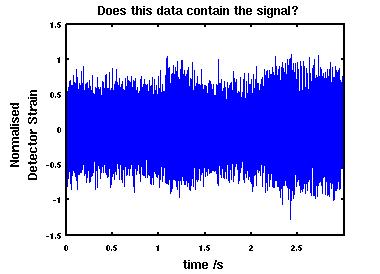 Does this data contain the signal?
1.5
1
0.5
0
-0.5
-1
-1.5
Normalised
Detector Strain
0 0.5 1 1.5 2 2.5
time /s